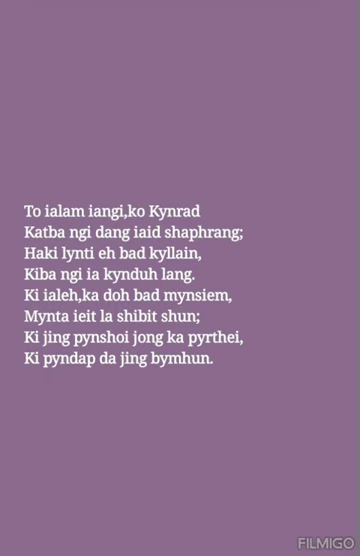 To ialam iangi,ko Kynrad
Katba ngi dang iaid shaphrang;
Haki lynti eh bad kyllain,
Kiba ngi ia kynduh lang.
Ki ialeh,ka doh bad mynsiem,
Mynta ieit la shibit shun;
Ki jing pynshoi jong ka pyrthei,
Ki pyndap da jing bymhun.
FILMIGO